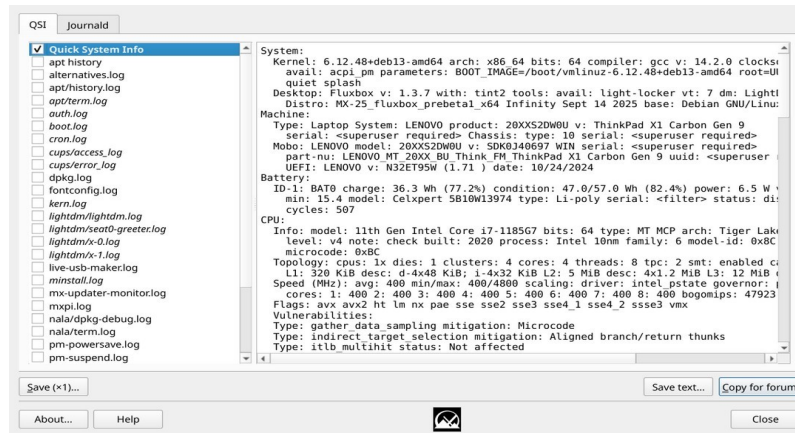 QSI
Journald
Quick System Info
apt history
alternatives.log
apt/history.log
apt/term.log
auth.log
boot.log
cron.log
cups/access_log
cups/error_log
dpkg.log
fontconfig.log
kern.log
lightdm/lightdm.log
lightdm/seat0-greeter.log
lightdm/x-0.log
lightdm/x-1.log
live-usb-maker.log
minstall.log
mx-updater-monitor.log
mxpi.log
nala/dpkg-debug.log
nala/term.log
pm-powersave.log
pm-suspend.log
System:
Kernel: 6.12.48+deb13-amd64 arch: x86_64 bits: 64 compiler: gcc v: 14.2.0
avail: acpi_pm parameters: BOOT_IMAGE=/boot/vmlinuz-6.12.48+deb13-amd64
quiet splash
Desktop: Fluxbox v: 1.3.7 with: tint2 tools: avail: light-locker vt: 7 dm:
Distro: MX-25_fluxbox_prebeta1_x64 Infinity Sept 14 2025 base: Debian
Machine:
Type: Laptop System: LENOVO product: 20XXS2DW0U v: ThinkPad X1 Carbon Gen 9
serial: <superuser required> Chassis: type: 10 serial: <superuser required>
Mobo: LENOVO model: 20XXS2DW0U v: SDK0J40697 WIN serial: <superuser required>
part-nu: LENOVO_MT_20XX_BU_Think_FM_ThinkPad X1 Carbon Gen 9 uuid: <superuser
UEFI: LENOVO v: N32ET95W (1.71 ) date: 10/24/2024
Battery:
ID-1: BAT0 charge: 36.3 Wh (77.2%) condition: 47.0/57.0 Wh (82.4%) power: 6.5 W
min: 15.4 model: Celxpert 5B10W13974 type: Li-poly serial: <filter> status:
cycles: 507
CPU:
Info: model: 11th Gen Intel Core i7-1185G7 bits: 64 type: MT MCP arch: Tiger
level: v4 note: check built: 2020 process: Intel 10nm family: 6 model-id: 0x8C
microcode: 0xBC
Topology: cpus: 1x dies: 1 clusters: 4 cores: 4 threads: 8 tpc: 2 smt: enabled
L1: 320 KiB desc: d-4x48 KiB; i-4x32 KiB L2: 5 MiB desc: 4x1.2 MiB L3: 12 MiB
Speed (MHz): avg: 400 min/max: 400/4800 scaling: driver: intel_pstate governor:
cores: 1: 400 2: 400 3: 400 4: 400 5: 400 6: 400 7: 400 8: 400 bogomips: 47923
Flags: avx avx2 ht lm nx pae sse sse2 sse3 sse4_1 sse4_2 ssse3 vmx
Vulnerabilities:
Type: gather_data_sampling mitigation: Microcode
Type: indirect_target_selection mitigation: Aligned branch/return thunks
Type: itlb_multihit status: Not affected
Save (×1)...
Save text...
Copy for forum
About...
Help
Close